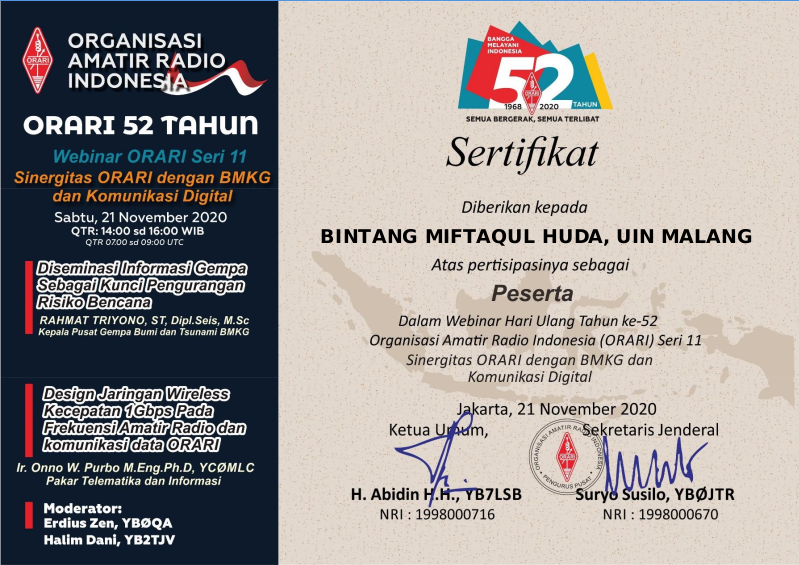 ORARI
ORGANISASI
AMATIR RADIO
INDONESIA
ORARI 52 TAHUN
Webinar ORARI Seri 11
Sinergitas ORARI dengan BMKG
dan Komunikasi Digital
Sabtu, 21 November 2020
QTR: 14:00 sd 16:00 WIB
QTR 07.00 sd 09:00 UTC
Diseminasi Informasi Gempa
Sebagai Kunci Pengurangan
Risiko Bencana
RAHMAT TRIYONO, ST, Dipl.Seis, M.Sc
Kepala Pusat Gempa Bumi dan Tsunami BMKG
Design Jaringan Wireless
Kecepatan 1Gbps Pada
Frekuensi Amatir Radio dan
komunikasi data ORARI
Ir. Onno W. Purbo M.Eng.Ph.D, YCØMLC
Pakar Telematika dan Informasi
Moderator:
Erdius Zen, YBØQA
Halim Dani, YB2TJV
BANGGA
MELAYANI
INDONESIA
52
1968 2020
TAHUN
SEMUA BERGERAK, SEMUA TERLIBAT
Sertifikat
Diberikan kepada
BINTANG MIFTAQUL HUDA, UIN MALANG
Atas pertisipasinya sebagai
Peserta
Dalam Webinar Hari Ulang Tahun ke-52
Organisasi Amatir Radio Indonesia (ORARI) Seri 11
Sinergitas ORARI dengan BMKG dan
Komunikasi Digital
Jakarta, 21 November 2020
Ketua Umum, Sekretaris Jenderal
ORGANISASI AMATIR RADIO INDONESIA
ORARI
PENGURUS PUSAT
H. Abidin H.H., YB7LSB Suryo Susilo, YBØJTR
NRI : 1998000716 NRI : 1998000670